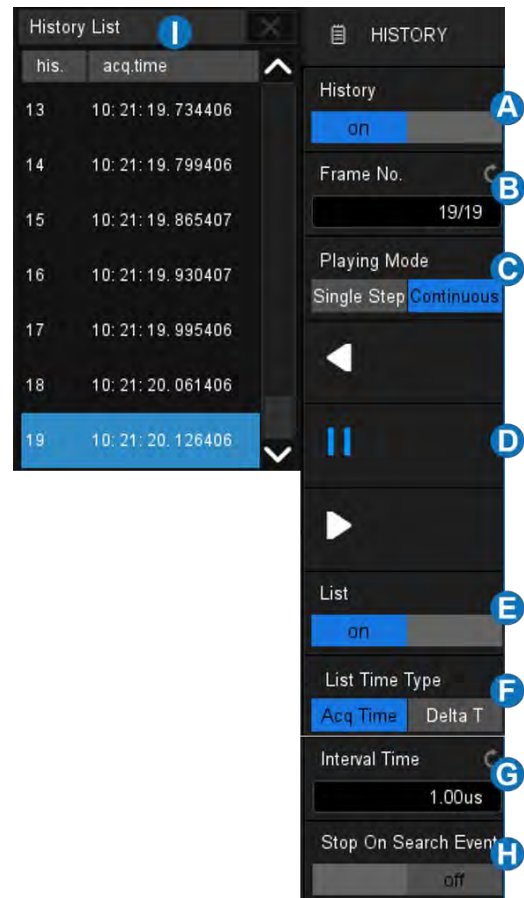 History List
I
his. acq.time
13 10: 21: 19. 734406
14 10: 21: 19. 799406
15 10: 21: 19. 865407
16 10: 21: 19. 930407
17 10: 21: 19. 995406
18 10: 21: 20. 061406
19 10: 21: 20. 126406
HISTORY
History
A
on
Frame No.
B
19/19
Playing Mode
C
Single Step Continuous
D
List
E
on
List Time Type
F
Acq Time Delta T
Interval Time
G
1.00us
Stop On Search Event
H
off